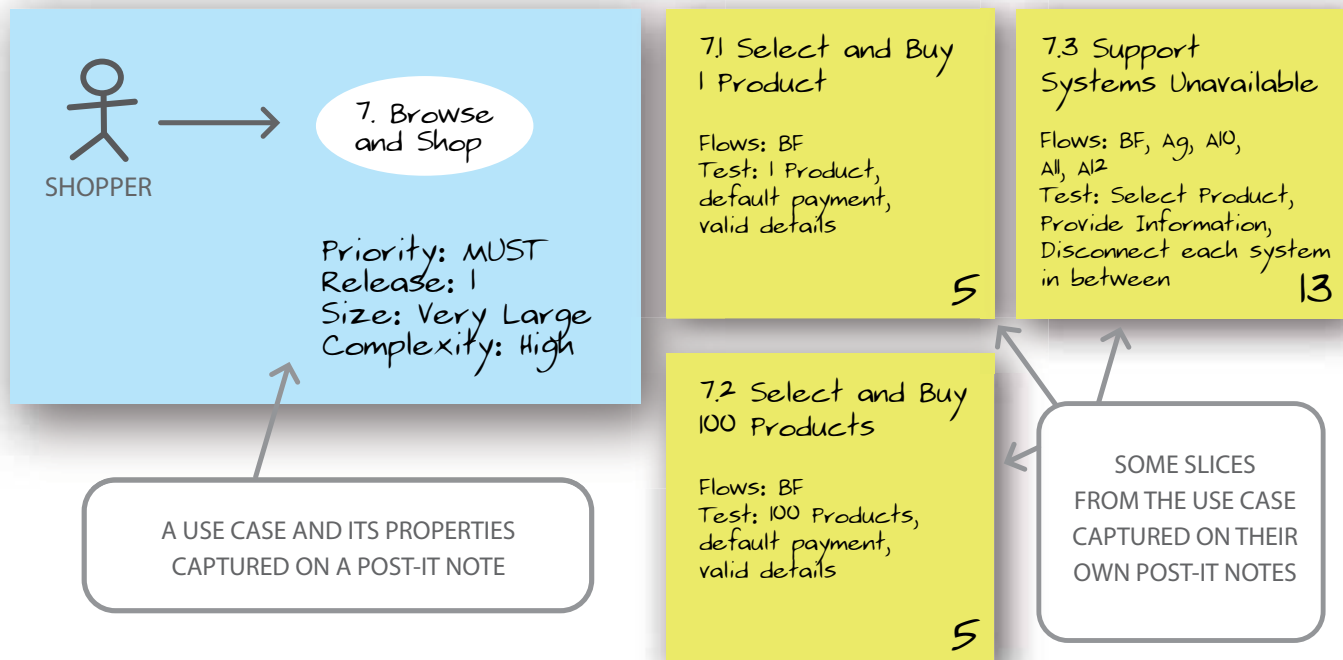 SHOPPER
7. Browse
and Shop
Priority: MUST
Release: 1
Size: Very Large
Complexity: High
A USE CASE AND ITS PROPERTIES
CAPTURED ON A POST-IT NOTE
7.1 Select and Buy
1 Product
Flows: BF
Test: 1 Product,
default payment,
valid details
5
7.2 Select and Buy
100 Products
Flows: BF
Test: 100 Products,
default payment,
valid details
5
7.3 Support
Systems Unavailable
Flows: BF, A9, A10,
A11, A12
Test: Select Product,
Provide Information,
Disconnect each system
in between
13
SOME SLICES
FROM THE USE CASE
CAPTURED ON THEIR
OWN POST-IT NOTES